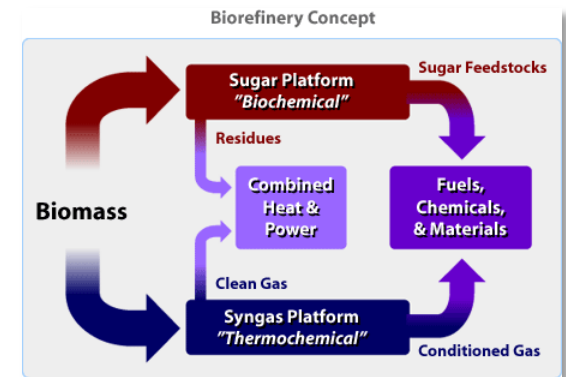 Biorefinery Concept
Sugar Platform
"Biochemical"
Sugar Feedstocks
Residues
Biomass
Combined
Heat &
Power
Fuels,
Chemicals,
& Materials
Clean Gas
Syngas Platform
"Thermochemical"
Conditioned Gas